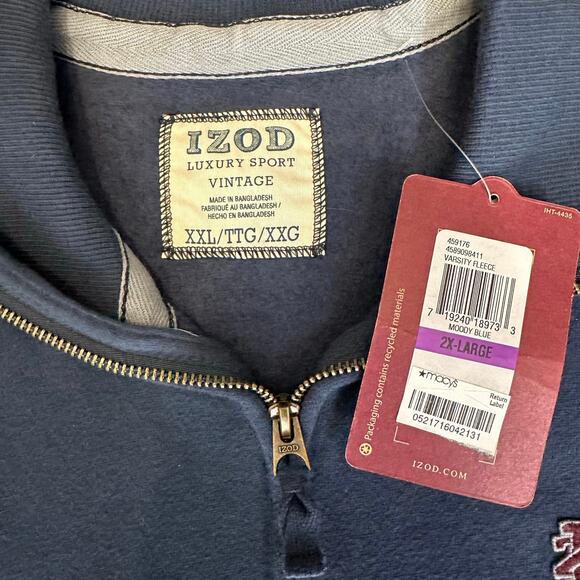 IZOD
LUXURY SPORT
VINTAGE
MADE IN BANGLADESH
FABRIQUÉ AU BANGLADESH /
HECHO EN BANGLADESH
XXL/TTG/XXG
IZOD
IHT-4435
459176
4589098411
VARSITY FLEECE
7 19240 18973 3
MOODY BLUE
2X-LARGE
★macys
Return
Label
0521716042131
Packaging contains recycled materials
IZOD.COM